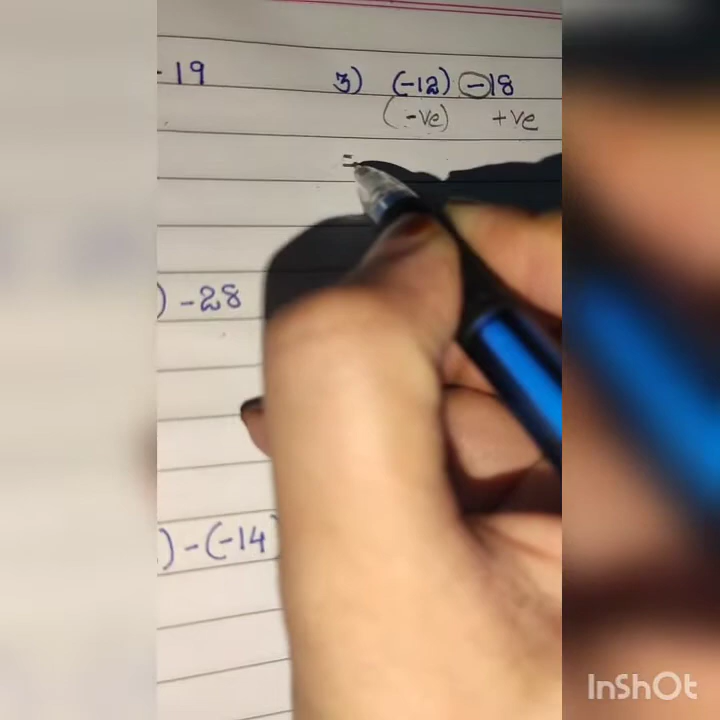 - 19
3) (-12) - 18
(-ve) +ve
=
) - 28
) - (-14
InShOt